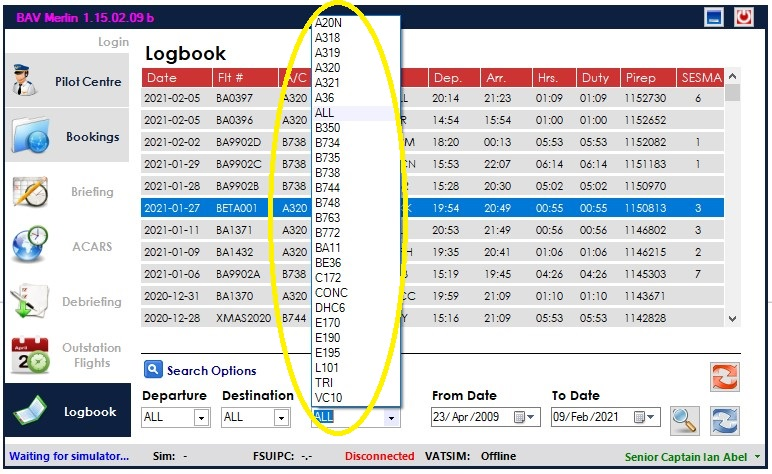 BAV Merlin 1.15.02.09 b
Login
Pilot Centre
Bookings
Briefing
ACARS
Debriefing
April
20
Outstation
Flights
Logbook
Logbook
Date Flt # A/C Dep. Arr. Hrs. Duty Pirep SESMA
2021-02-05 BA0397 A320 L 20:14 21:23 01:09 01:09 1152730 6
2021-02-05 BA0396 A320 R 14:54 15:54 01:00 01:00 1152652
2021-02-02 BA9902D B738 M 18:20 00:13 05:53 05:53 1152082 1
2021-01-29 BA9902C B738 CN 15:53 22:07 06:14 06:14 1151183 1
2021-01-28 BA9902B B738 15:28 20:30 05:02 05:02 1150970
2021-01-27 BETA001 A320 19:54 20:49 00:55 00:55 1150813 3
2021-01-11 BA1371 A320 20:53 21:49 00:56 00:56 1146802 3
2021-01-09 BA1432 A320 H 19:35 20:41 01:06 01:06 1146215 2
2021-01-06 BA9902A B738 15:19 19:45 04:26 04:26 1145303 7
2020-12-31 BA1370 A320 CC 19:59 21:09 01:10 01:10 1143671
2020-12-28 XMAS2020 B744 Y 15:16 21:09 05:53 05:53 1142828
A20N
A318
A319
A320
A321
A36
ALL
B350
B734
B735
B738
B744
B748
B763
B772
BA11
BE36
C172
CONC
DHC6
E170
E190
E195
L101
TRI
VC10
Search Options
Departure Destination From Date To Date
ALL ALL ALL 23/Apr/2009 09/Feb/2021
Waiting for simulator... Sim: - FSUIPC: -.- Disconnected VATSIM: Offline Senior Captain Ian Abel